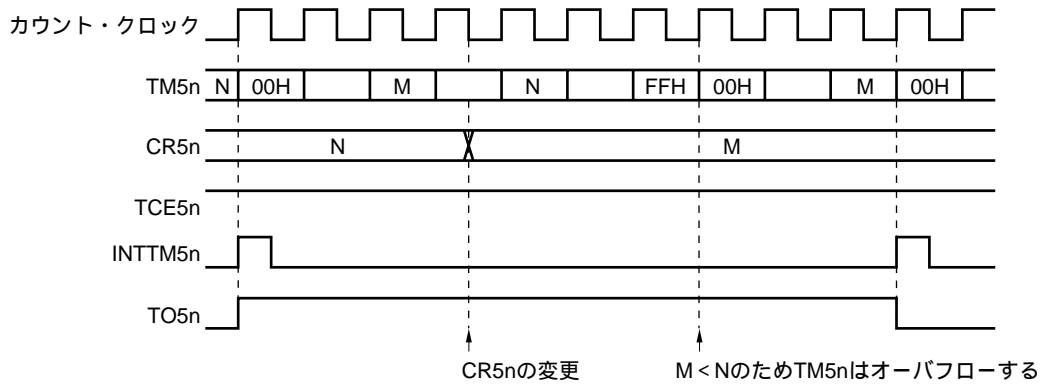 カウント・クロック
TM5n N 00H M N FFH 00H M 00H
CR5n N M
TCE5n
INTTM5n
TO5n
CR5nの変更 M<NのためTM5nはオーバフローする